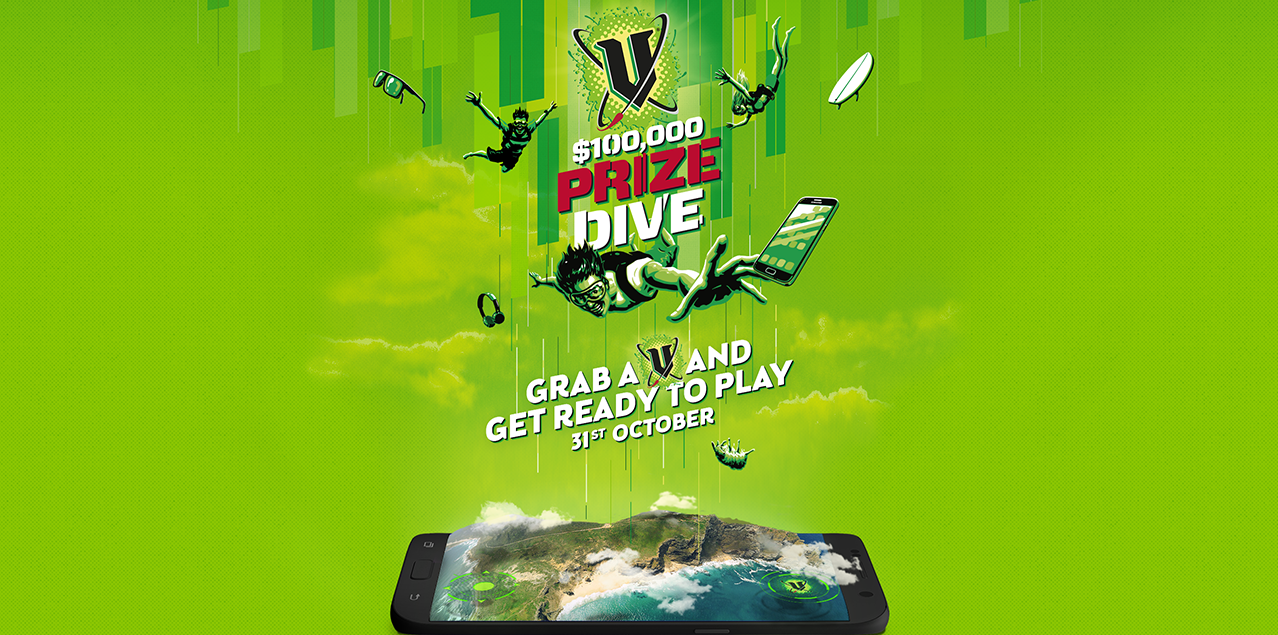 V
$100,000
PRIZE
DIVE
GRAB A V AND
GET READY TO PLAY
31ST OCTOBER
V